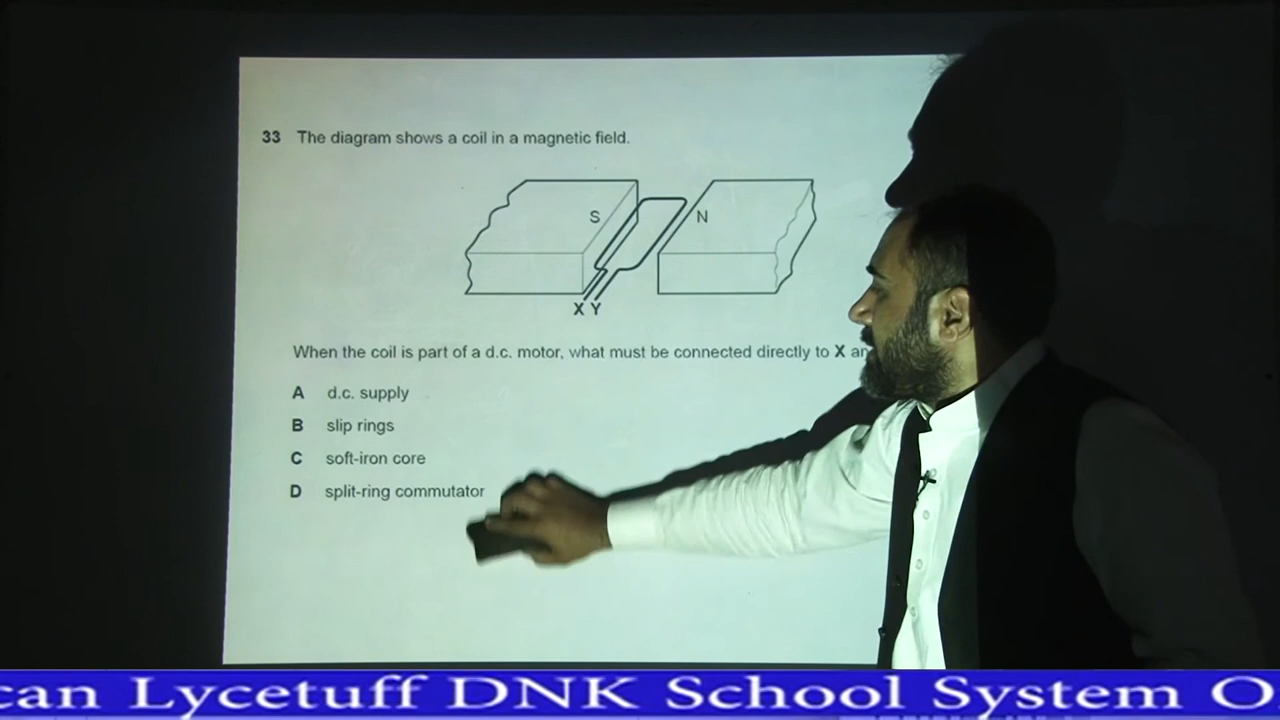 33 The diagram shows a coil in a magnetic field.
S N
X Y
When the coil is part of a d.c. motor, what must be connected directly to X
A d.c. supply
B slip rings
C soft-iron core
D split-ring commutator
can Lycetuff DNK School System O